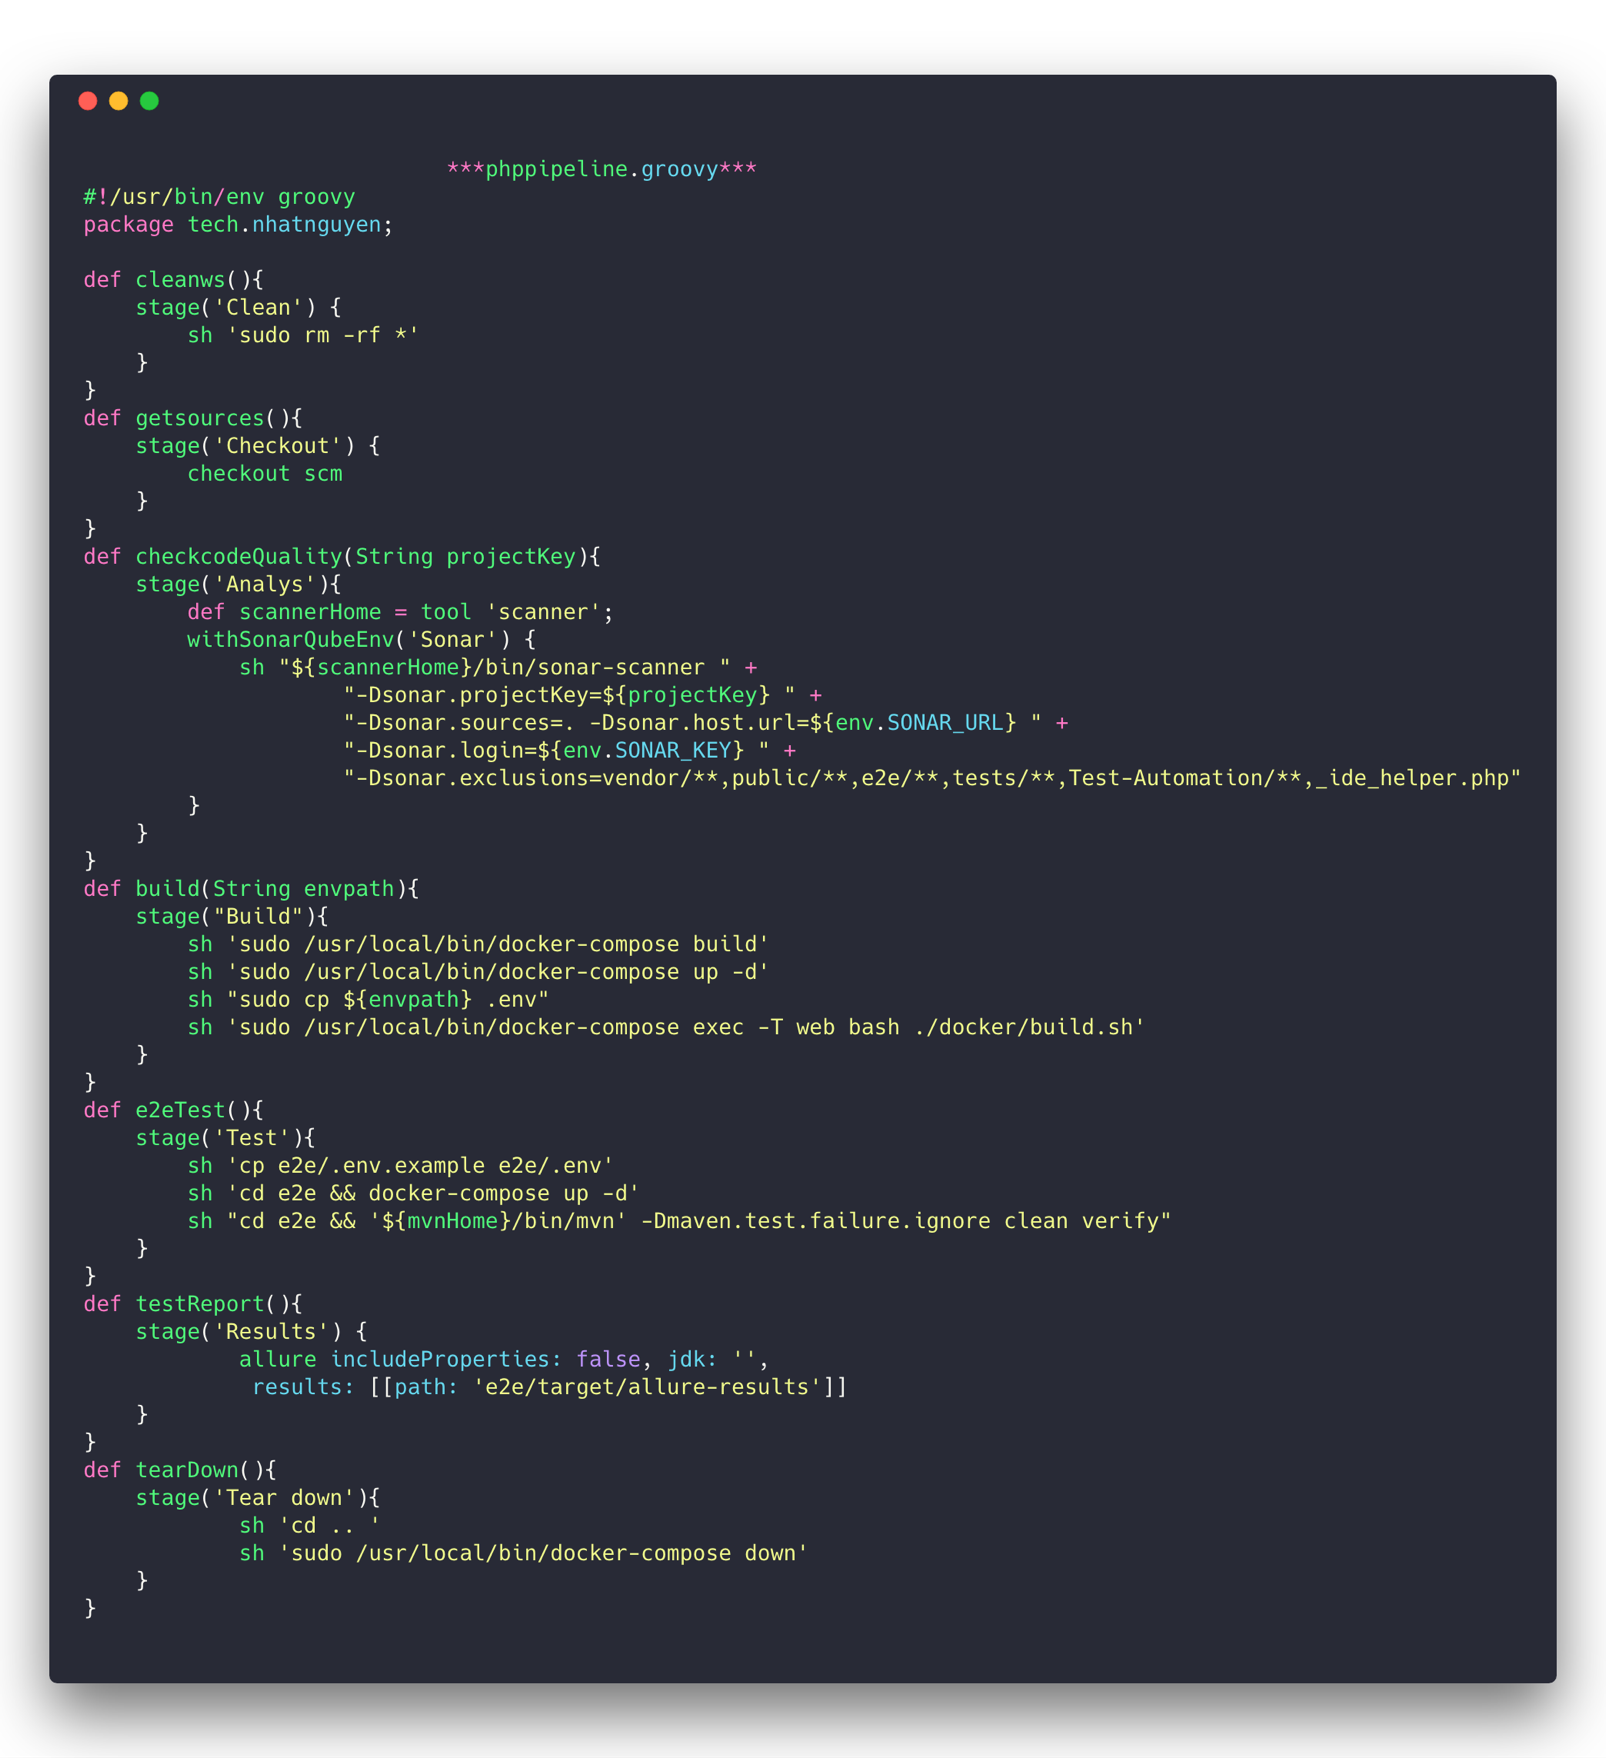 ***phppipeline.groovy***
#!/usr/bin/env groovy
package tech.nhatnguyen;

def cleanws(){
    stage('Clean') {
        sh 'sudo rm -rf *'
    }
}
def getsources(){
    stage('Checkout') {
        checkout scm
    }
}
def checkcodeQuality(String projectKey){
    stage('Analys'){
        def scannerHome = tool 'scanner';
        withSonarQubeEnv('Sonar') {
            sh "${scannerHome}/bin/sonar-scanner " +
                    "-Dsonar.projectKey=${projectKey} " +
                    "-Dsonar.sources=. -Dsonar.host.url=${env.SONAR_URL} " +
                    "-Dsonar.login=${env.SONAR_KEY} " +
                    "-Dsonar.exclusions=vendor/**,public/**,e2e/**,tests/**,Test-Automation/**,_ide_helper.php"
        }
    }
}
def build(String envpath){
    stage("Build"){
        sh 'sudo /usr/local/bin/docker-compose build'
        sh 'sudo /usr/local/bin/docker-compose up -d'
        sh "sudo cp ${envpath} .env"
        sh 'sudo /usr/local/bin/docker-compose exec -T web bash ./docker/build.sh'
    }
}
def e2eTest(){
    stage('Test'){
        sh 'cp e2e/.env.example e2e/.env'
        sh 'cd e2e && docker-compose up -d'
        sh "cd e2e && '${mvnHome}/bin/mvn' -Dmaven.test.failure.ignore clean verify"
    }
}
def testReport(){
    stage('Results') {
            allure includeProperties: false, jdk: '',
             results: [[path: 'e2e/target/allure-results']]
    }
}
def tearDown(){
    stage('Tear down'){
            sh 'cd .. '
            sh 'sudo /usr/local/bin/docker-compose down'
    }
}